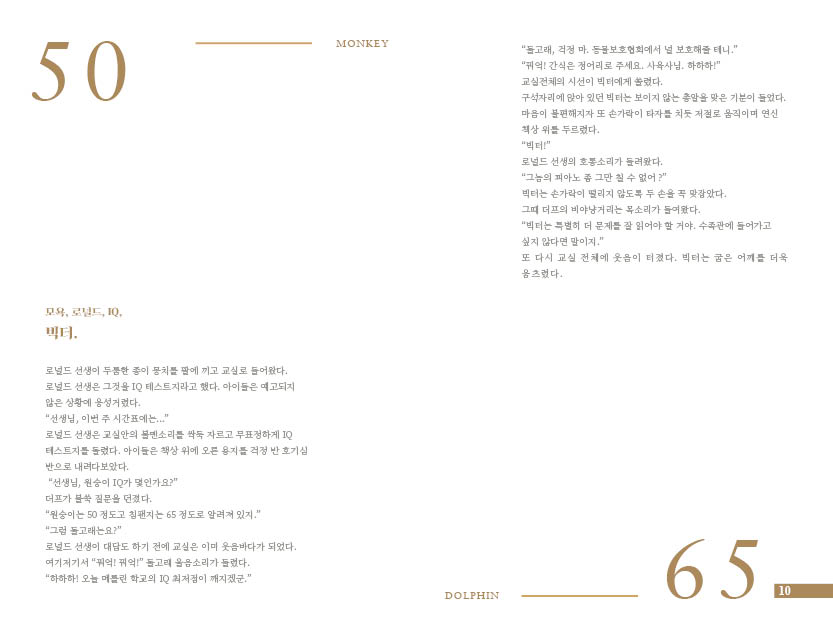 50
MONKEY
모욕, 로널드, IQ,
빅터.
로널드 선생이 두툼한 종이 뭉치를 팔에 끼고 교실로 들어왔다.
로널드 선생은 그것을 IQ 테스트지라고 했다. 아이들은 예고되지
않은 상황에 웅성거렸다.
“선생님, 이번 주 시간표에는...”
로널드 선생은 교실안의 볼멘소리를 싹둑 자르고 무표정하게 IQ
테스트지를 돌렸다. 아이들은 책상 위에 오른 용지를 걱정 반 호기심
반으로 내려다보았다.
“선생님, 원숭이 IQ가 몇인가요?”
더프가 불쑥 질문을 던졌다.
“원숭이는 50 정도고 침팬지는 65 정도로 알려져 있지.”
“그럼 돌고래는요?”
로널드 선생이 대답도 하기 전에 교실은 이미 웃음바다가 되었다.
여기저기서 “꾸억! 꾸억!” 돌고래 울음소리가 들렸다.
“하하하! 오늘 메를린 학교의 IQ 최저점이 깨지겠군.”
“돌고래, 걱정 마. 동물보호협회에서 널 보호해줄 테니.”
“꾸억! 간식은 정어리로 주세요. 사육사님. 하하하!”
교실전체의 시선이 빅터에게 쏠렸다.
구석자리에 앉아 있던 빅터는 보이지 않는 총알을 맞은 기분이 들었다.
마음이 불편해지자 또 손가락이 타자를 치듯 저절로 움직이며 연신
책상 위를 두드렸다.
“빅터!”
로널드 선생의 호통소리가 들려왔다.
“그놈의 피아노 좀 그만 칠 수 없어?”
빅터는 손가락이 떨리지 않도록 두 손을 꼭 맞잡았다.
그때 더프의 비아냥거리는 목소리가 들려왔다.
“빅터는 특별히 더 문제를 잘 읽어야 할 거야. 수족관에 들어가고
싶지 않다면 말이지.”
또 다시 교실 전체에 웃음이 터졌다. 빅터는 굽은 어깨를 더욱
움츠렸다.
DOLPHIN
65
10